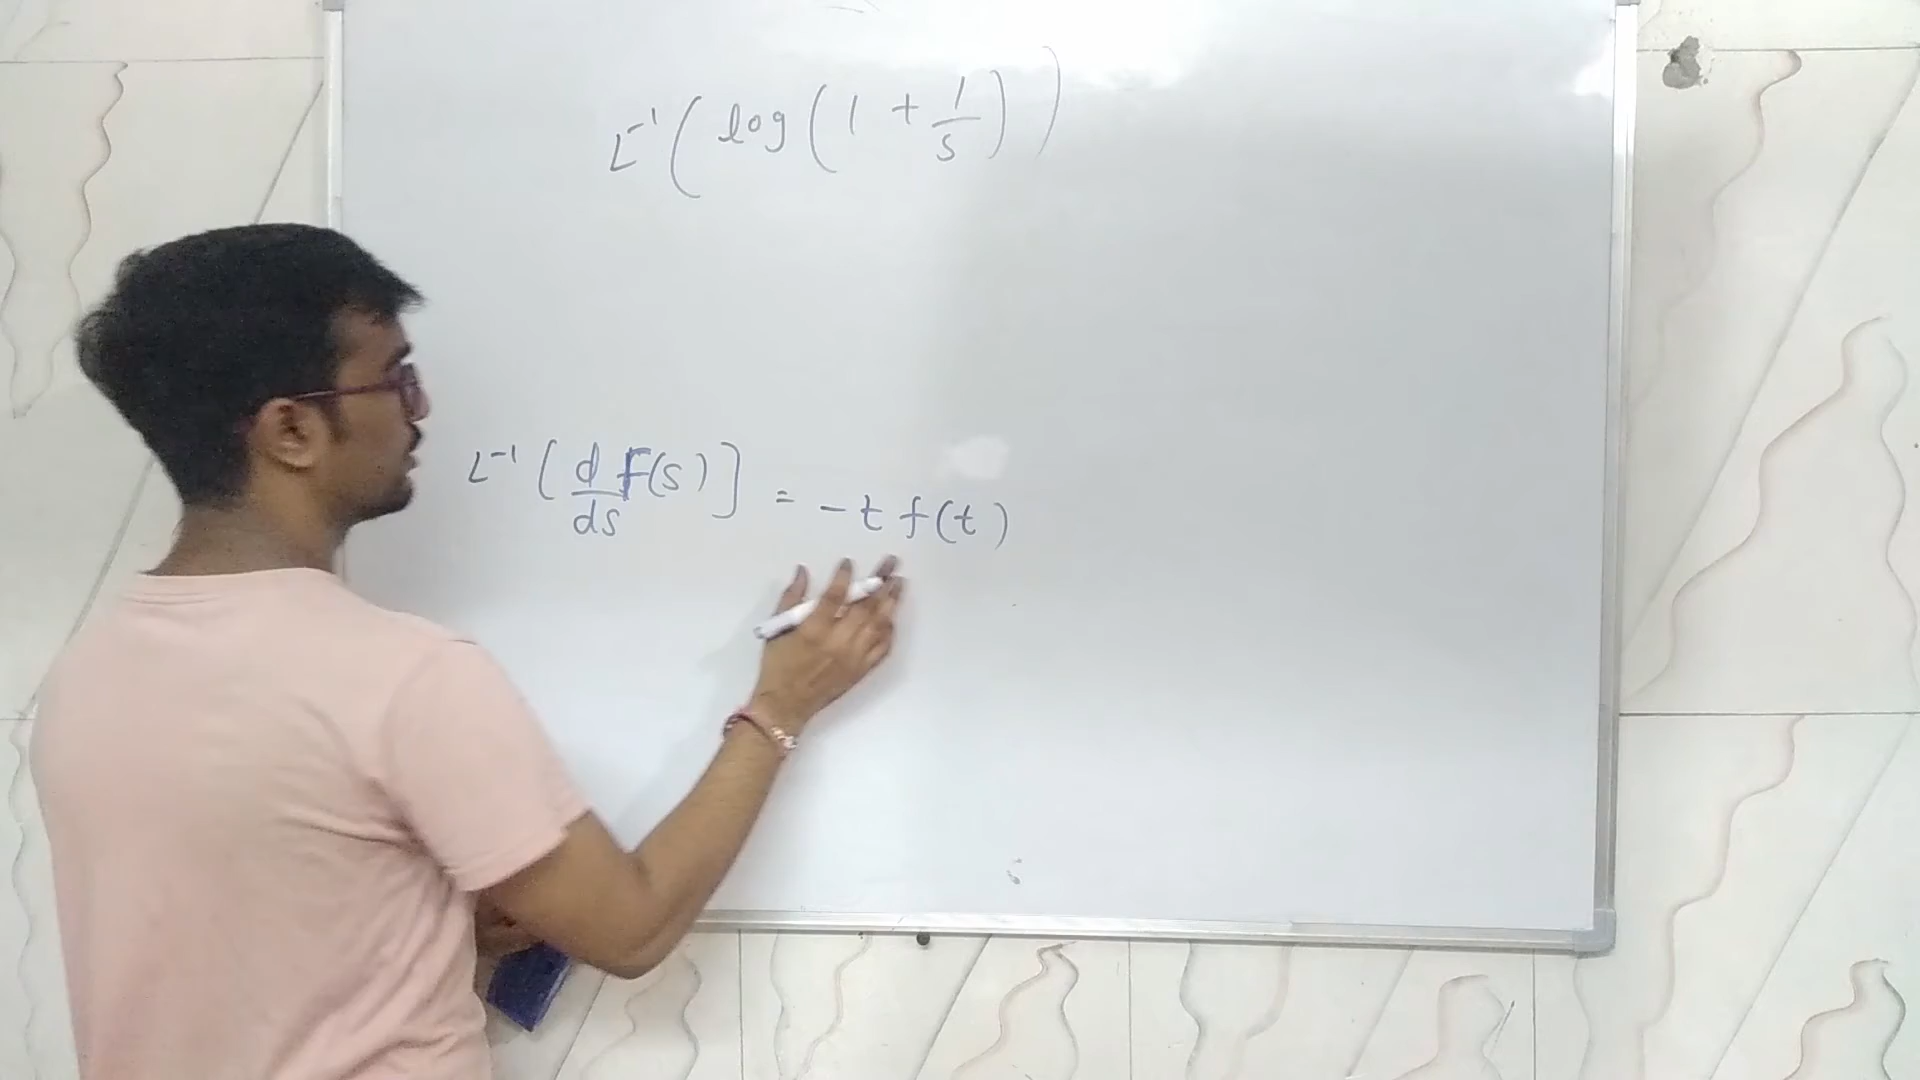 L⁻¹(log(1 + 1/s))
L⁻¹[d/ds F(s)] = -t f(t)